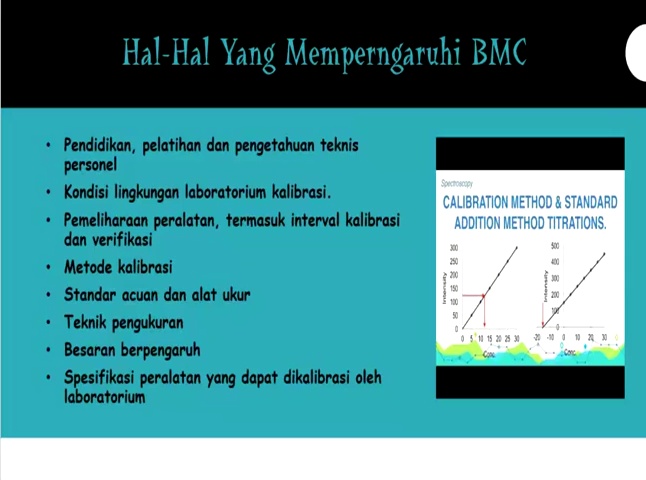 Hal-Hal Yang Memperngaruhi BMC
• Pendidikan, pelatihan dan pengetahuan teknis
personel
• Kondisi lingkungan laboratorium kalibrasi.
• Pemeliharaan peralatan, termasuk interval kalibrasi
dan verifikasi
• Metode kalibrasi
• Standar acuan dan alat ukur
• Teknik pengukuran
• Besaran berpengaruh
• Spesifikasi peralatan yang dapat dikalibrasi oleh
laboratorium
Spectroscopy
CALIBRATION METHOD & STANDARD
ADDITION METHOD TITRATIONS.
Intensity
300
250
200
150
100
50
0
0 5 10 15 20 25 30
Conc
Intensity
500
400
300
200
100
0
-20 -10 0 10 20 30
Conc